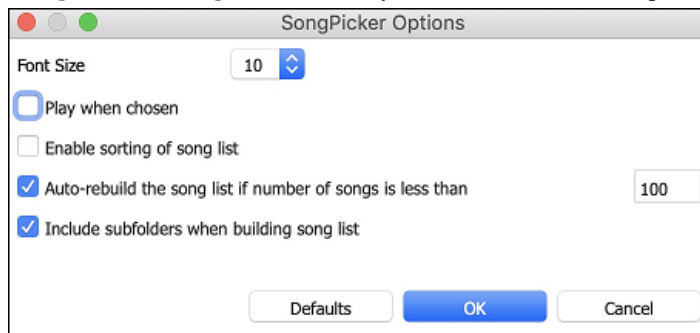 SongPicker Options
Font Size 10
Play when chosen
Enable sorting of song list
Auto-rebuild the song list if number of songs is less than 100
Include subfolders when building song list
Defaults OK Cancel